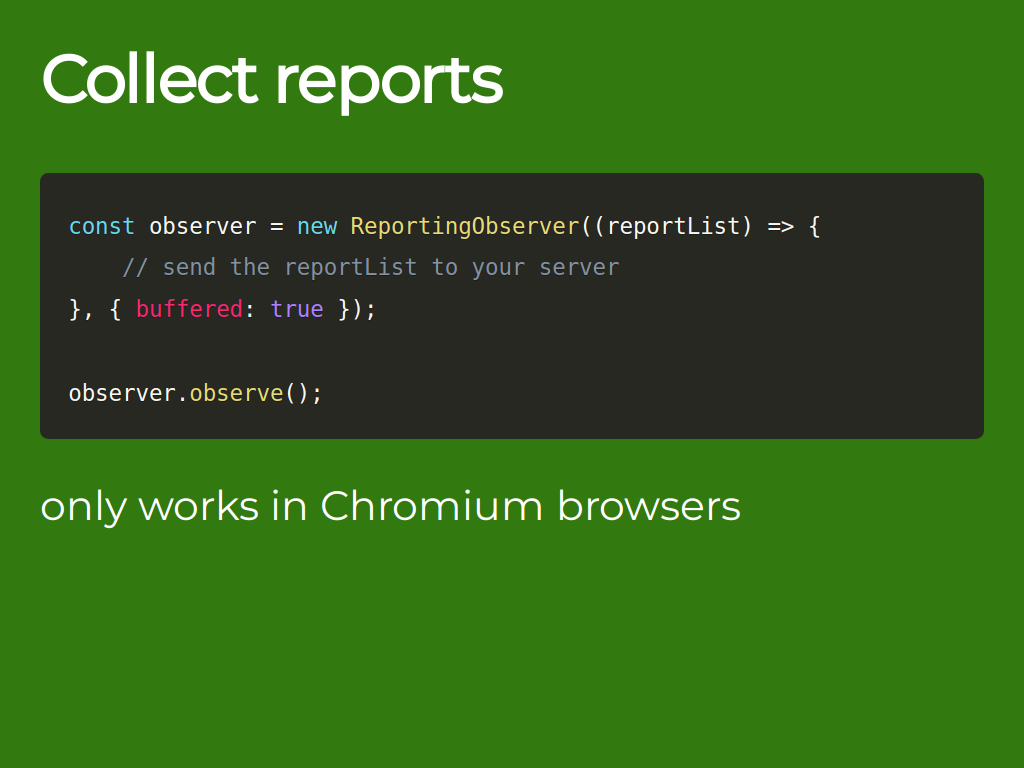 Collect reports
const observer = new ReportingObserver((reportList) => {
    // send the reportList to your server
}, { buffered: true });
observer.observe();
only works in Chromium browsers